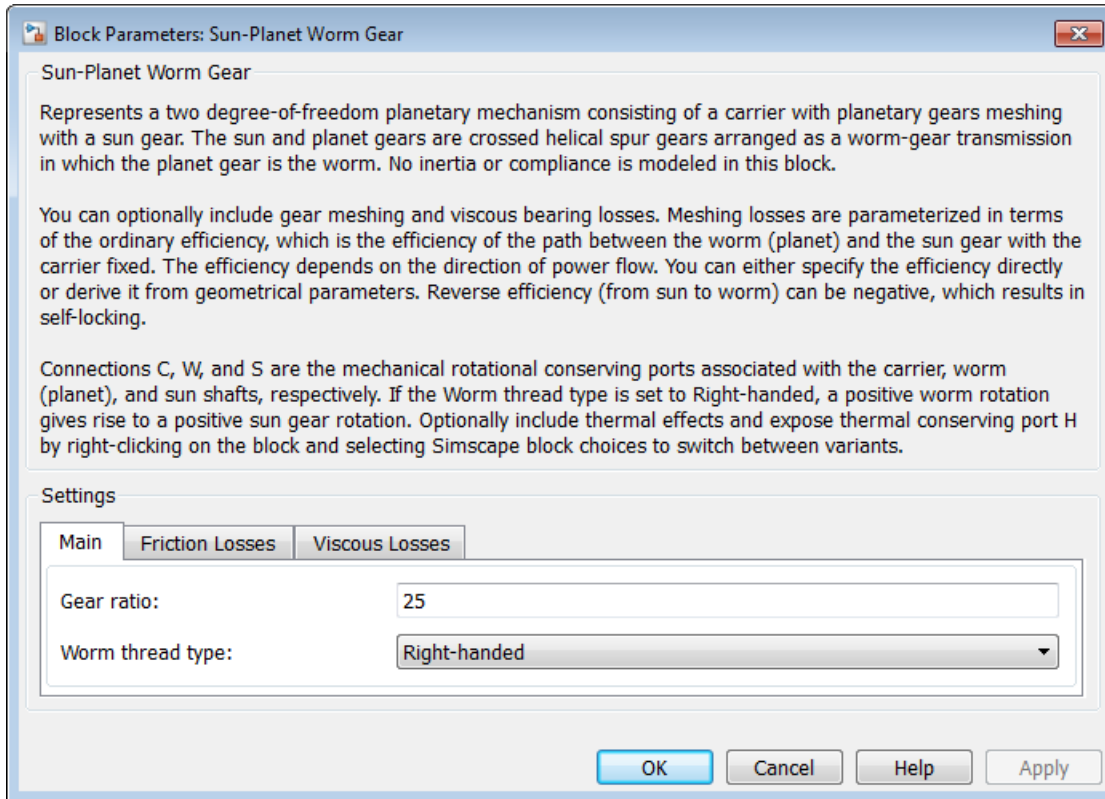 Block Parameters: Sun-Planet Worm Gear
Sun-Planet Worm Gear
Represents a two degree-of-freedom planetary mechanism consisting of a carrier with planetary gears meshing
with a sun gear. The sun and planet gears are crossed helical spur gears arranged as a worm-gear transmission
in which the planet gear is the worm. No inertia or compliance is modeled in this block.
You can optionally include gear meshing and viscous bearing losses. Meshing losses are parameterized in terms
of the ordinary efficiency, which is the efficiency of the path between the worm (planet) and the sun gear with the
carrier fixed. The efficiency depends on the direction of power flow. You can either specify the efficiency directly
or derive it from geometrical parameters. Reverse efficiency (from sun to worm) can be negative, which results in
self-locking.
Connections C, W, and S are the mechanical rotational conserving ports associated with the carrier, worm
(planet), and sun shafts, respectively. If the Worm thread type is set to Right-handed, a positive worm rotation
gives rise to a positive sun gear rotation. Optionally include thermal effects and expose thermal conserving port H
by right-clicking on the block and selecting Simscape block choices to switch between variants.
Settings
Main Friction Losses Viscous Losses
Gear ratio: 25
Worm thread type: Right-handed
OK Cancel Help Apply